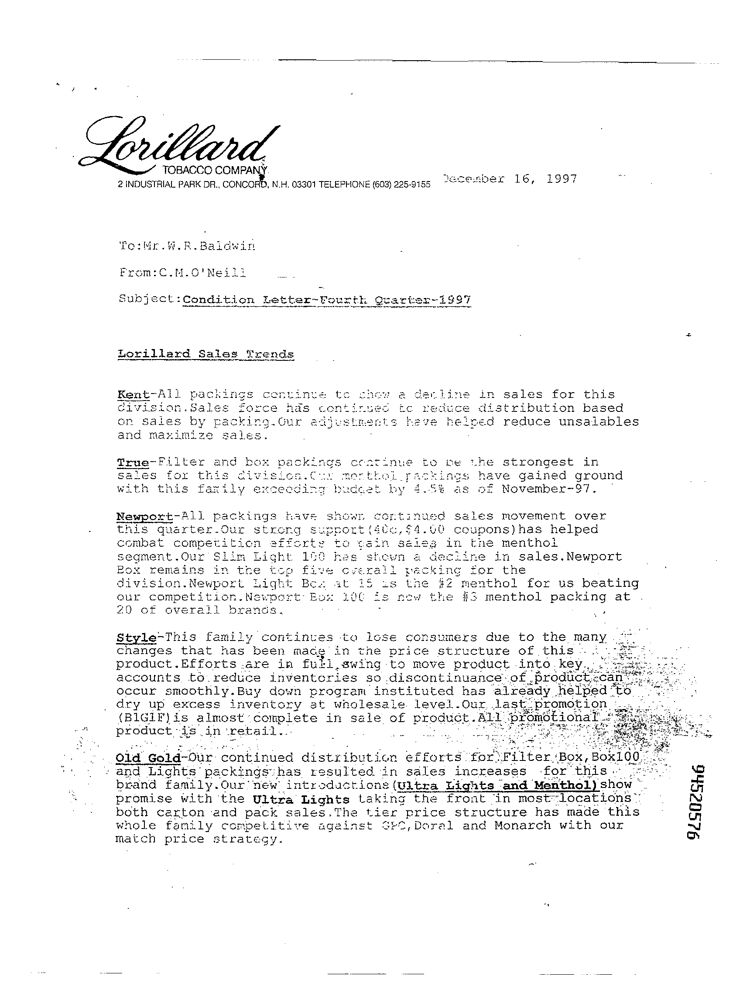 Lorillard
TOBACCO COMPANY
2 INDUSTRIAL PARK DR., CONCORD, N.H. 03301 TELEPHONE (603) 225-9155 December 16, 1997
To:Mr.W.R.Baldwin
From:C.M.O'Neill
Subject:Condition Letter-Fourth Quarter-1997
Lorillard Sales Trends
Kent-All packings continue to show a decline in sales for this
division.Sales force has continued to reduce distribution based
on sales by packing.Our adjustments have helped reduce unsalables
and maximize sales.
True-Filter and box packings continue to be the strongest in
sales for this division.Our menthol packings have gained ground
with this family exceeding budget by 4.5% as of November-97.
Newport-All packings have shown continued sales movement over
this quarter.Our strong support(40c,$4.00 coupons)has helped
combat competition efforts to gain sales in the menthol
segment.Our Slim Light 100 has shown a decline in sales.Newport
Box remains in the top five overall packing for the
division.Newport Light Box at 15 is the #2 menthol for us beating
our competition.Newport Box 100 is now the #3 menthol packing at
20 of overall brands.
Style-This family continues to lose consumers due to the many
changes that has been made in the price structure of this
product.Efforts are in full swing to move product into key
accounts to reduce inventories so discontinuance of product can
occur smoothly.Buy down program instituted has already helped to
dry up excess inventory at wholesale level.Our last promotion
(B1G1F)is almost complete in sale of product.All promotional
product is in retail.
Old Gold-Our continued distribution efforts for Filter Box,Box100
and Lights packings has resulted in sales increases for this
brand family.Our new introductions(Ultra Lights and Menthol)show
promise with the Ultra Lights taking the front in most locations
both carton and pack sales.The tier price structure has made this
whole family competitive against GPC,Doral and Monarch with our
match price strategy.
94520576